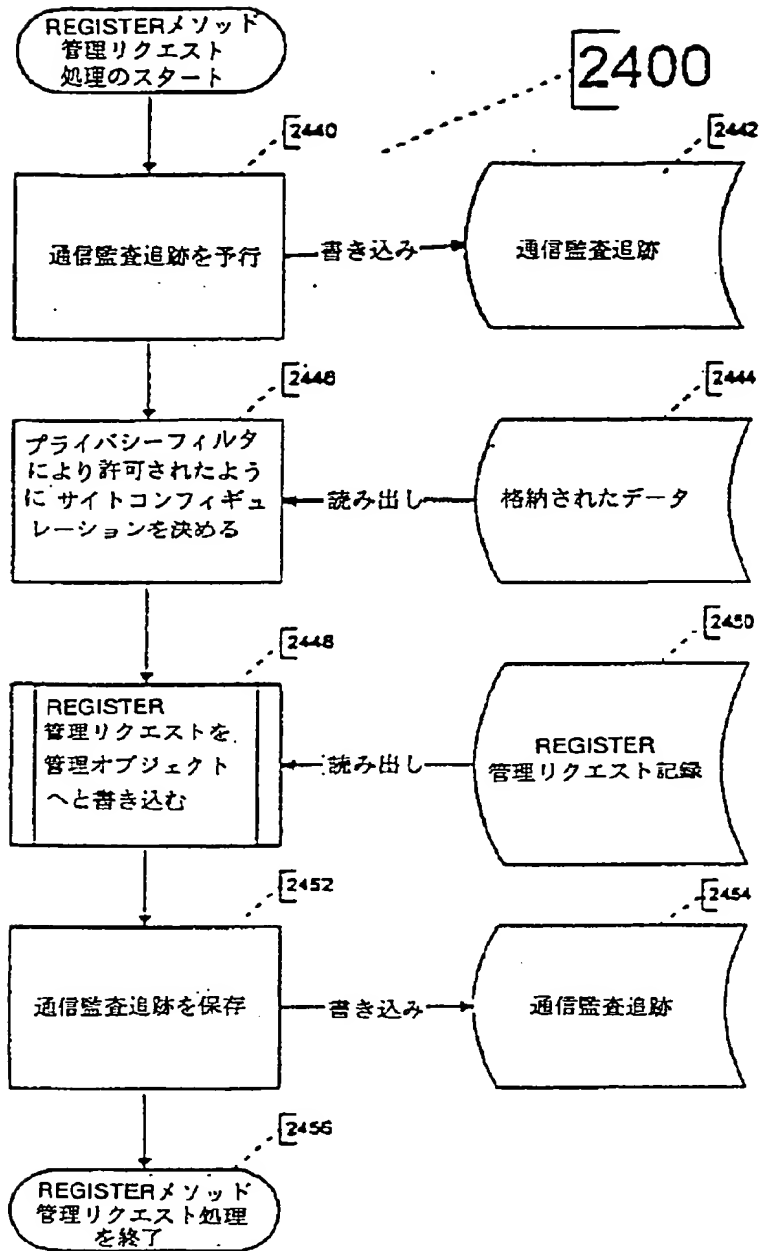 REGISTERメソッド
管理リクエスト
処理のスタート
2400
2440
2442
通信監査追跡を予行
書き込み
通信監査追跡
2446
2444
プライバシーフィルタ
により許可されたよう
に サイトコンフィギュ
レーションを決める
読み出し
格納されたデータ
2448
2450
REGISTER
管理リクエストを
管理オブジェクト
へと書き込む
読み出し
REGISTER
管理リクエスト記録
2452
2454
通信監査追跡を保存
書き込み
通信監査追跡
2456
REGISTERメソッド
管理リクエスト処理
を終了